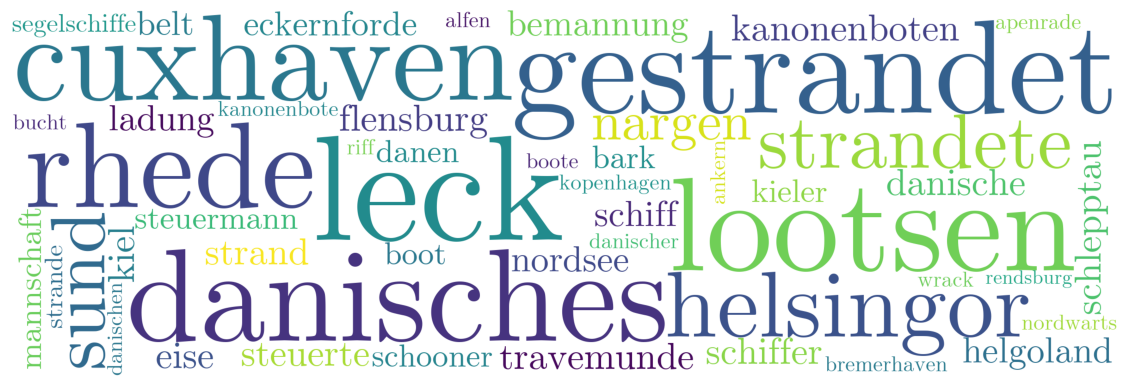 segelschiffe belt eckernforde alfen bemannung kanonenboten apenrade
cuxhaven gestrandet
bucht ladung kanonenbote flensburg nargen strandete
rhede riff danen leck boote bark ankern kieler danische
kopenhagen schlepptau
mannschaft sund kiel steuermann schiff lootsen
strande strand boot danischer
danischen danisches nordsee helsingor wrack rendsburg
nordwarts
eise steuerte schooner travemunde schiffer bremerhaven helgoland